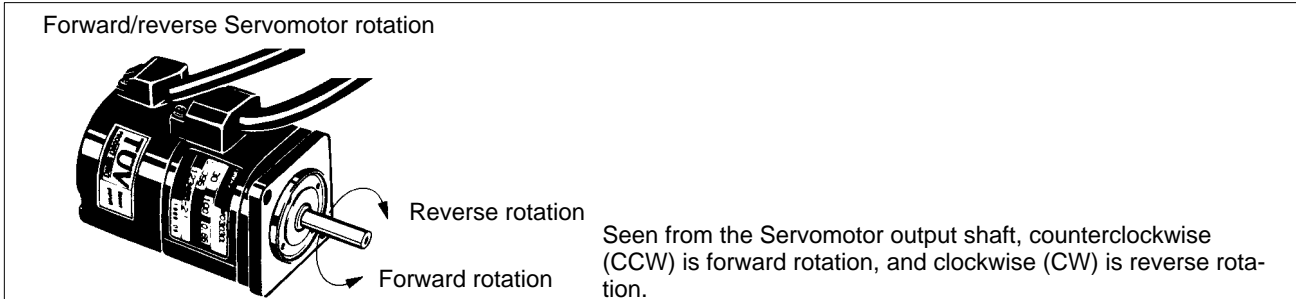 Forward/reverse Servomotor rotation
TÜV
Reverse rotation
Forward rotation
Seen from the Servomotor output shaft, counterclockwise
(CCW) is forward rotation, and clockwise (CW) is reverse rota-
tion.